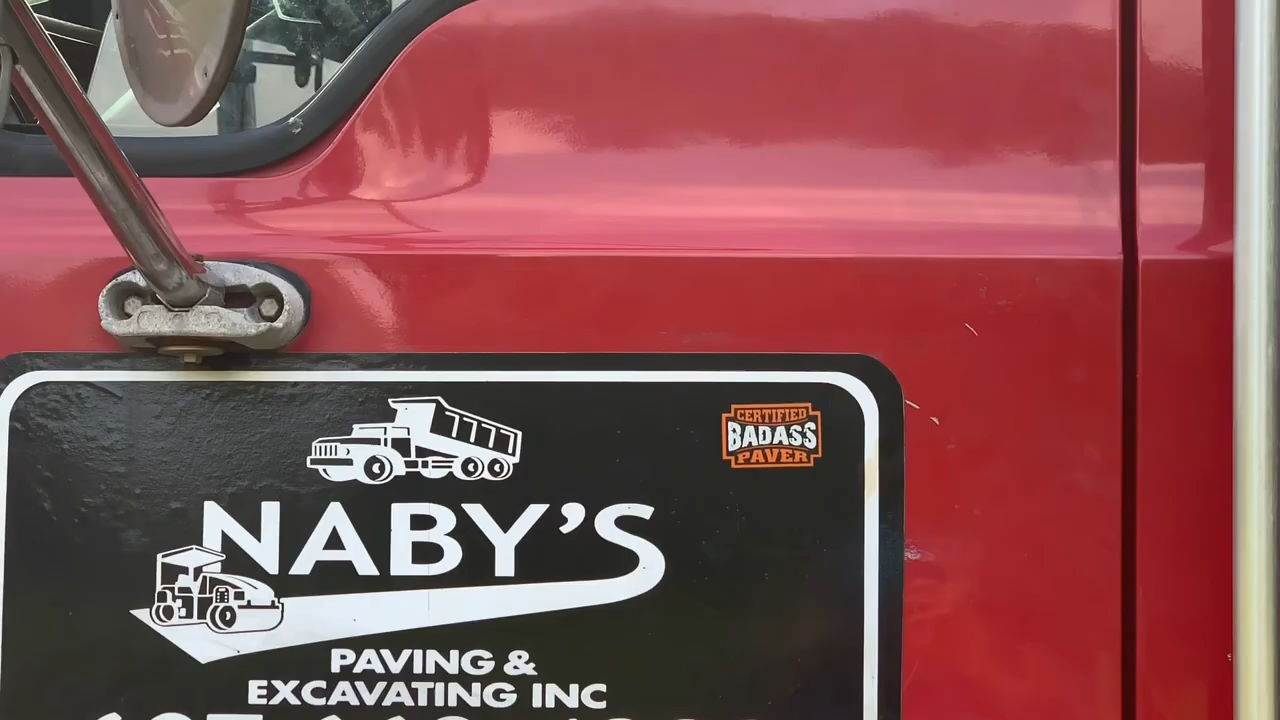 CERTIFIED
BADASS
PAVER
NABY'S
PAVING &
EXCAVATING INC